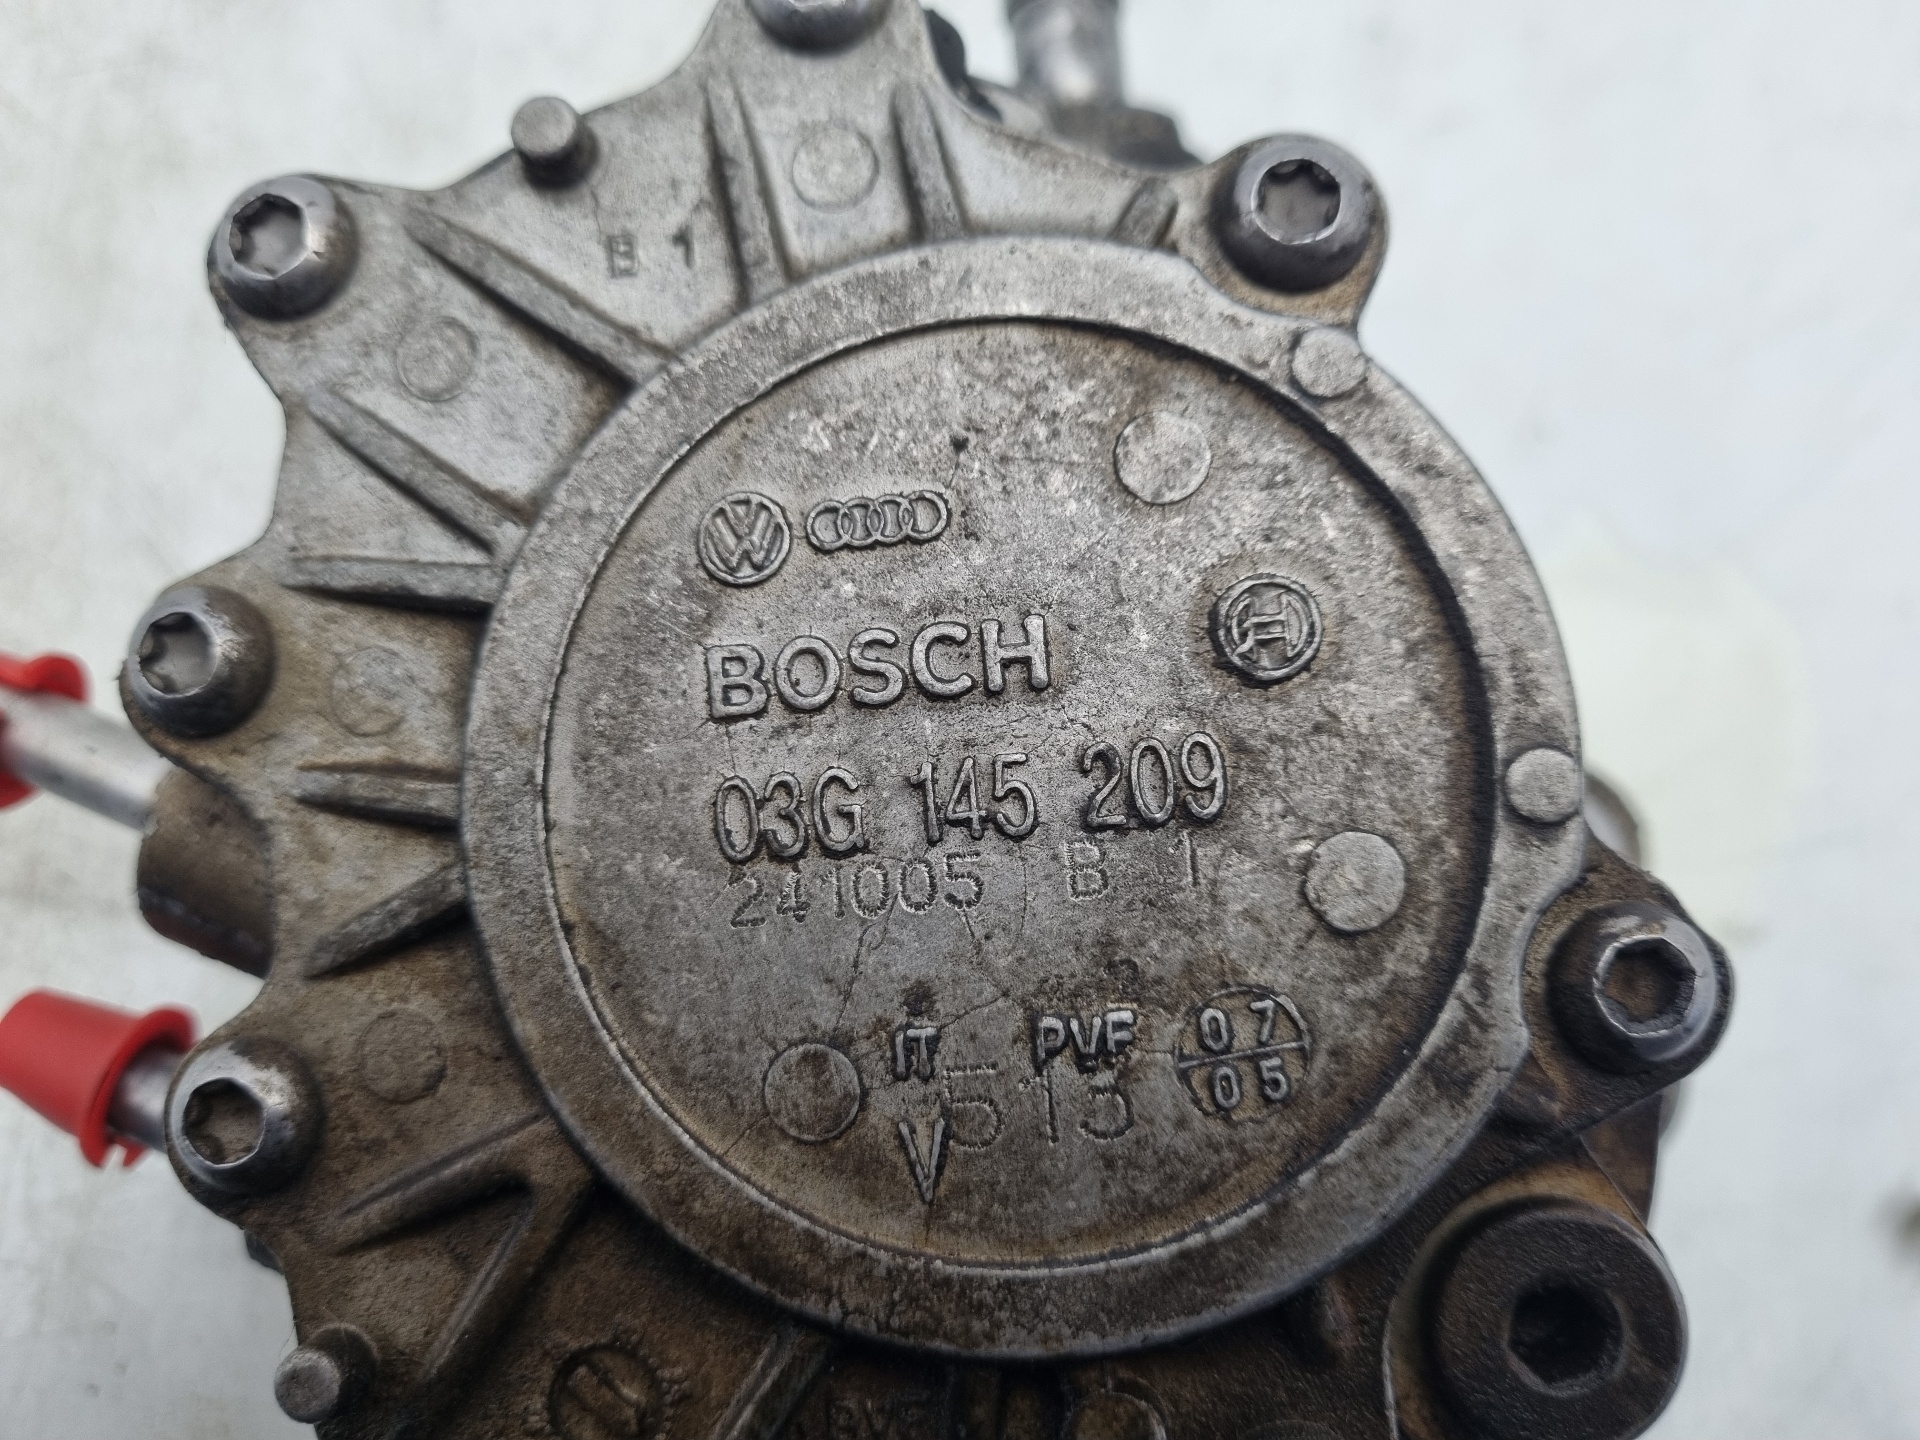 B 1
BOSCH
03G 145 209
241005 B 1
IT PVF 07
05
V 513